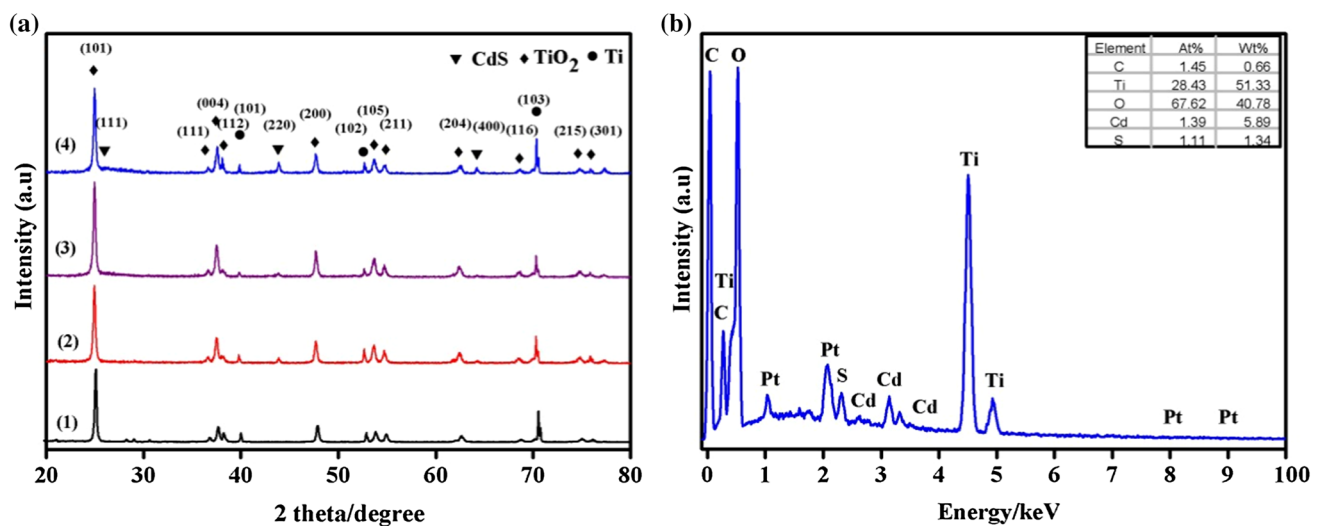 (a)
(101)
▼ CdS ♦ TiO2 ● Ti
(111)
(111)
(004)
(112)
(101)
(220)
(200)
(102)
(105)
(211)
(204)
(400)
(116)
(103)
(215)
(301)
(4)
(3)
(2)
(1)
Intensity (a.u)
20 30 40 50 60 70 80
2 theta/degree
(b)
C O
Element At% Wt%
C 1.45 0.66
Ti 28.43 51.33
O 67.62 40.78
Cd 1.39 5.89
S 1.11 1.34
Ti
C
Pt
Pt
S
Cd
Cd
Cd
Ti
Ti
Pt
Pt
Intensity (a.u)
0 1 2 3 4 5 6 7 8 9 100
Energy/keV